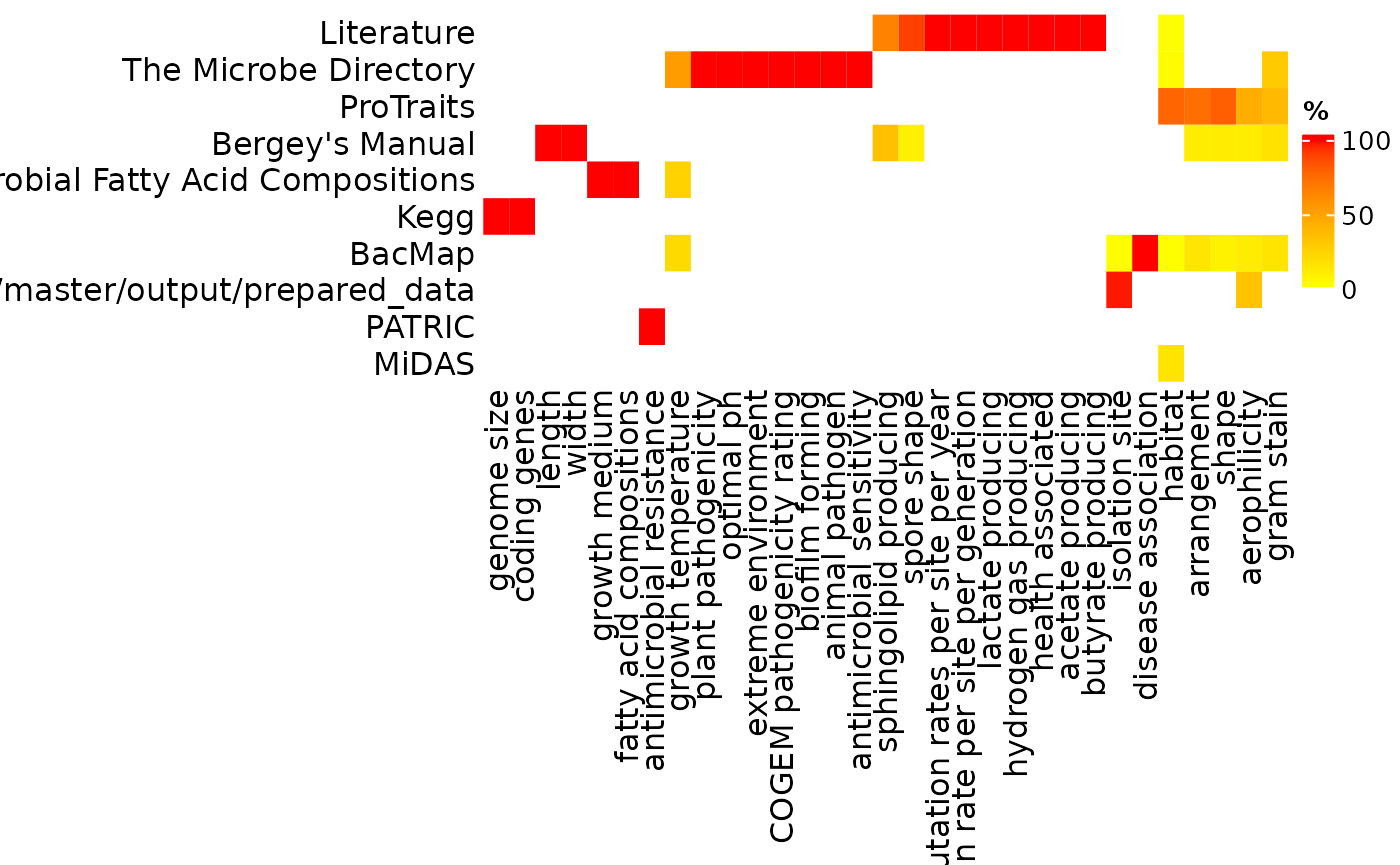 Literature
The Microbe Directory
ProTraits
Bergey's Manual
Fatty Acid Compositions
Kegg
BacMap
/master/output/prepared_data
PATRIC
MiDAS
%
100
50
0
genome size
coding genes
length
width
growth medium
fatty acid compositions
antimicrobial resistance
growth temperature
plant pathogenicity
optimal ph
extreme environment
COGEM pathogenicity rating
biofilm forming
animal pathogen
antimicrobial sensitivity
sphingolipid producing
spore shape
rates per site per year
rate per site per generation
lactate producing
hydrogen gas producing
health associated
acetate producing
butyrate producing
isolation site
disease association
habitat
arrangement
shape
aerophilicity
gram stain